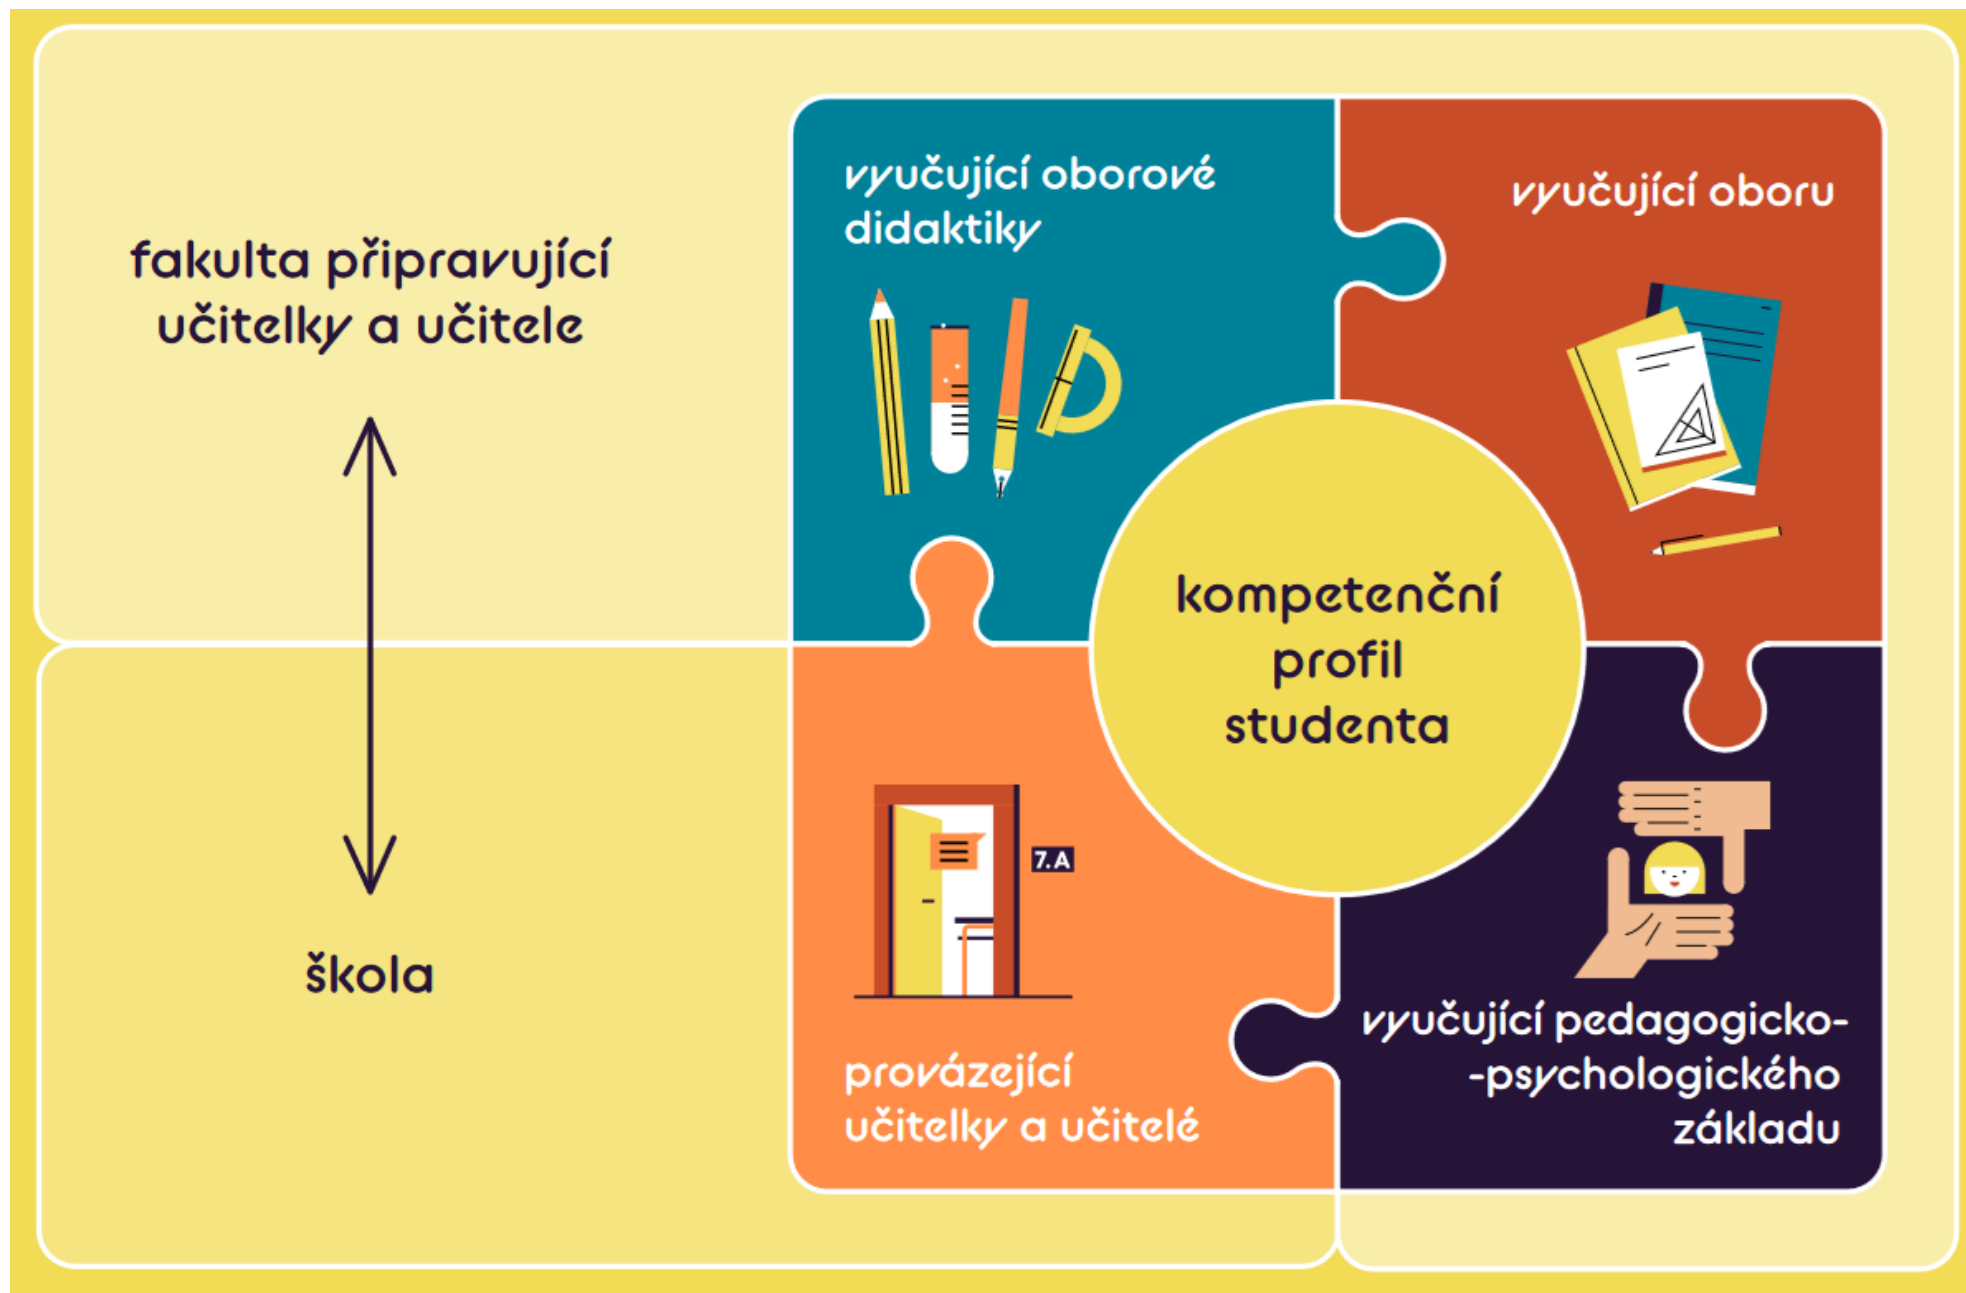 fakulta připravující
učitelky a učitele
škola
vyučující oborové
didaktiky
vyučující oboru
kompetenční
profil
studenta
7.A
provázející
učitelky a učitelé
vyučující pedagogicko-
-psychologického
základu